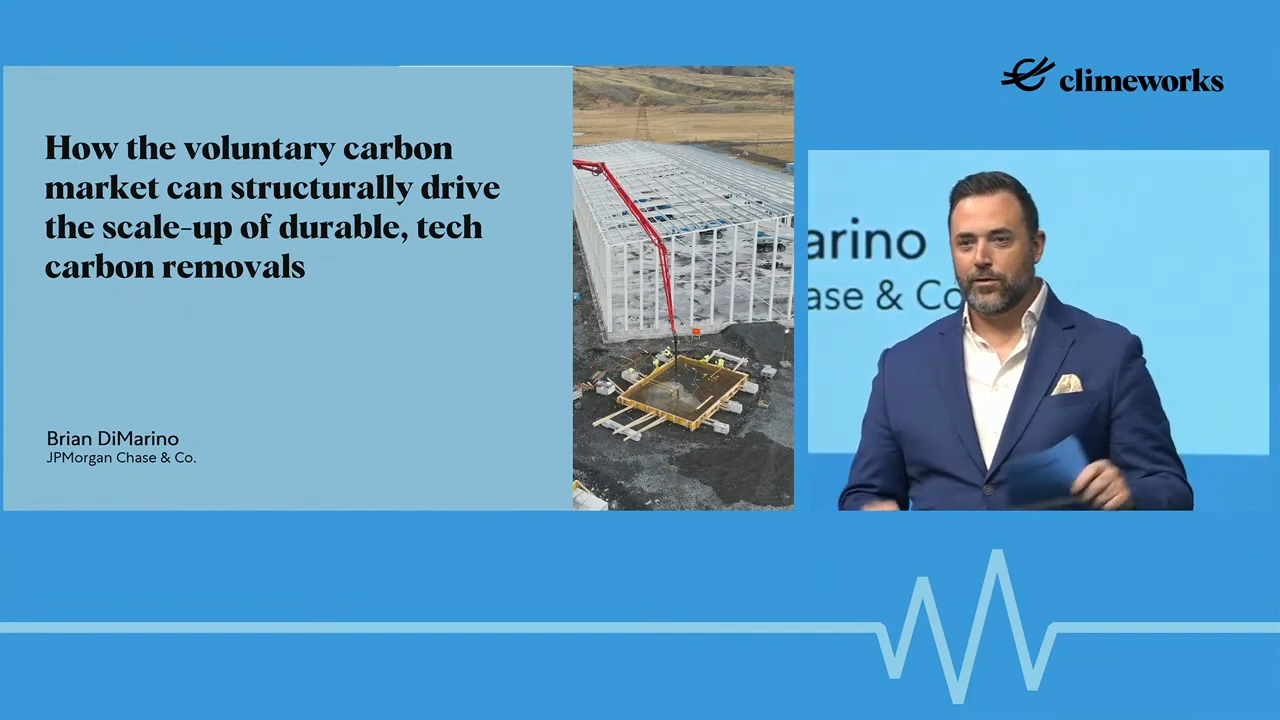 climeworks
How the voluntary carbon
market can structurally drive
the scale-up of durable, tech
carbon removals
Brian DiMarino
JPMorgan Chase & Co.
arino
ase & Co